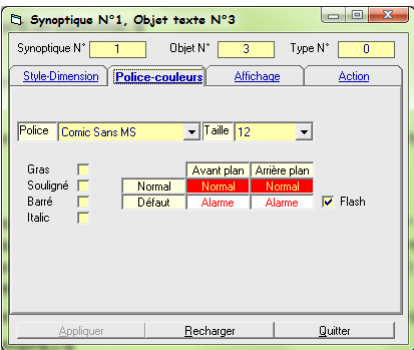 Synoptique N°1, Objet texte N°3
Synoptique N° 1 Objet N° 3 Type N° 0
Style-Dimension Police-couleurs Affichage Action
Police Comic Sans MS Taille 12
Gras
Souligné
Barré
Italic
Avant plan Arrière plan
Normal Normal Normal
Défaut Alarme Alarme Flash
Appliquer Recharger Quitter